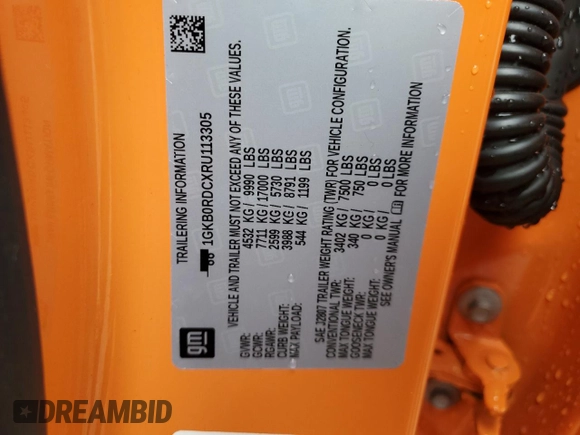 TRAILERING INFORMATION
1GKB0RDCXRU113305
VEHICLE AND TRAILER MUST NOT EXCEED ANY OF THESE VALUES.
GVWR: 4532 KG / 9990 LBS
GCWR: 7711 KG / 17000 LBS
RGAWR: 2599 KG / 5730 LBS
CURB WEIGHT: 3988 KG / 8791 LBS
MAX PAYLOAD: 544 KG / 1199 LBS
SAE J2807 TRAILER WEIGHT RATING (TWR) FOR VEHICLE CONFIGURATION.
CONVENTIONAL TWR: 3402 KG / 7500 LBS
MAX TONGUE WEIGHT: 340 KG / 750 LBS
GOOSENECK TWR: 0 KG / 0 LBS
MAX TONGUE WEIGHT: 0 KG / 0 LBS
SEE OWNER'S MANUAL FOR MORE INFORMATION
gm
DREAMBID